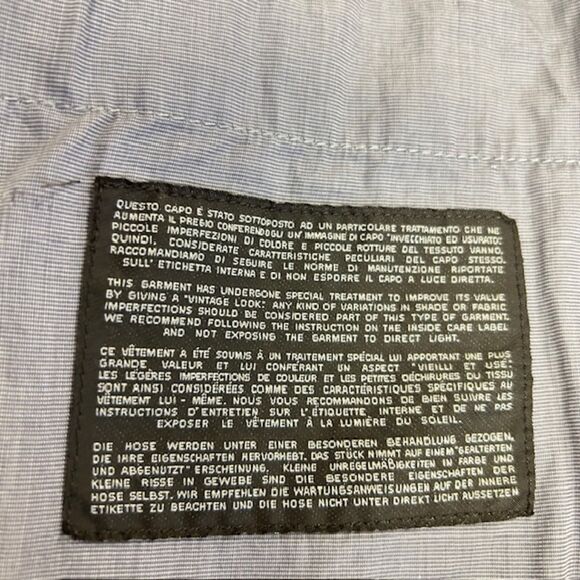 QUESTO CAPO È STATO SOTTOPOSTO AD UN PARTICOLARE TRATTAMENTO CHE NE
AUMENTA IL PREGIO CONFERENDOGLI UN' IMMAGINE DI CAPO "INVECCHIATO ED USURATO".
PICCOLE IMPERFEZIONI DI COLORE E PICCOLE ROTTURE DEL TESSUTO VANNO,
QUINDI, CONSIDERATE CARATTERISTICHE PECULIARI DEL CAPO STESSO.
RACCOMANDIAMO DI SEGUIRE LE NORME DI MANUTENZIONE RIPORTATE
SULL' ETICHETTA INTERNA E DI NON ESPORRE IL CAPO A LUCE DIRETTA.
THIS GARMENT HAS UNDERGONE SPECIAL TREATMENT TO IMPROVE ITS VALUE
BY GIVING A "VINTAGE LOOK": ANY KIND OF VARIATIONS IN SHADE OR FABRIC
IMPERFECTIONS SHOULD BE CONSIDERED PART OF THIS TYPE OF GARMENT.
WE RECOMMEND FOLLOWING THE INSTRUCTION ON THE INSIDE CARE LABEL
AND NOT EXPOSING THE GARMENT TO DIRECT LIGHT.
CE VÊTEMENT A ÉTÉ SOUMIS À UN TRAITEMENT SPÉCIAL LUI APPORTANT UNE PLUS
GRANDE VALEUR ET LUI CONFÉRANT UN ASPECT "VIEILLI ET USÉ".
LES LÉGÈRES IMPERFECTIONS DE COULEUR ET LES PETITES DÉCHIRURES DU TISSU
SONT AINSI CONSIDÉRÉES COMME DES CARACTÉRISTIQUES SPÉCIFIQUES AU
VÊTEMENT LUI - MÊME. NOUS VOUS RECOMMANDONS DE BIEN SUIVRE LES
INSTRUCTIONS D'ENTRETIEN SUR L'ÉTIQUETTE, INTERNE ET DE NE PAS
EXPOSER LE VÊTEMENT À LA LUMIÈRE DU SOLEIL.
DIE HOSE WERDEN UNTER EINER BESONDEREN BEHANDLUNG GEZOGEN,
DIE IHRE EIGENSCHAFTEN HERVORHEBT. DAS STÜCK NIMMT AUF EINEM "GEALTERTEN
UND ABGENUTZT" ERSCHEINUNG. KLEINE UNREGELMÄßIGKEITEN IN FARBE UND
KLEINE RISSE IN GEWEBE SIND DIE BESONDERE EIGENSCHAFTEN DER
HOSE SELBST. WIR EMPFEHLEN DIE WARTUNGSANWEISUNGEN AUF DER INNERE
ETIKETTE ZU BEACHTEN UND DIE HOSE NICHT UNTER DIREKT LICHT AUSSETZEN